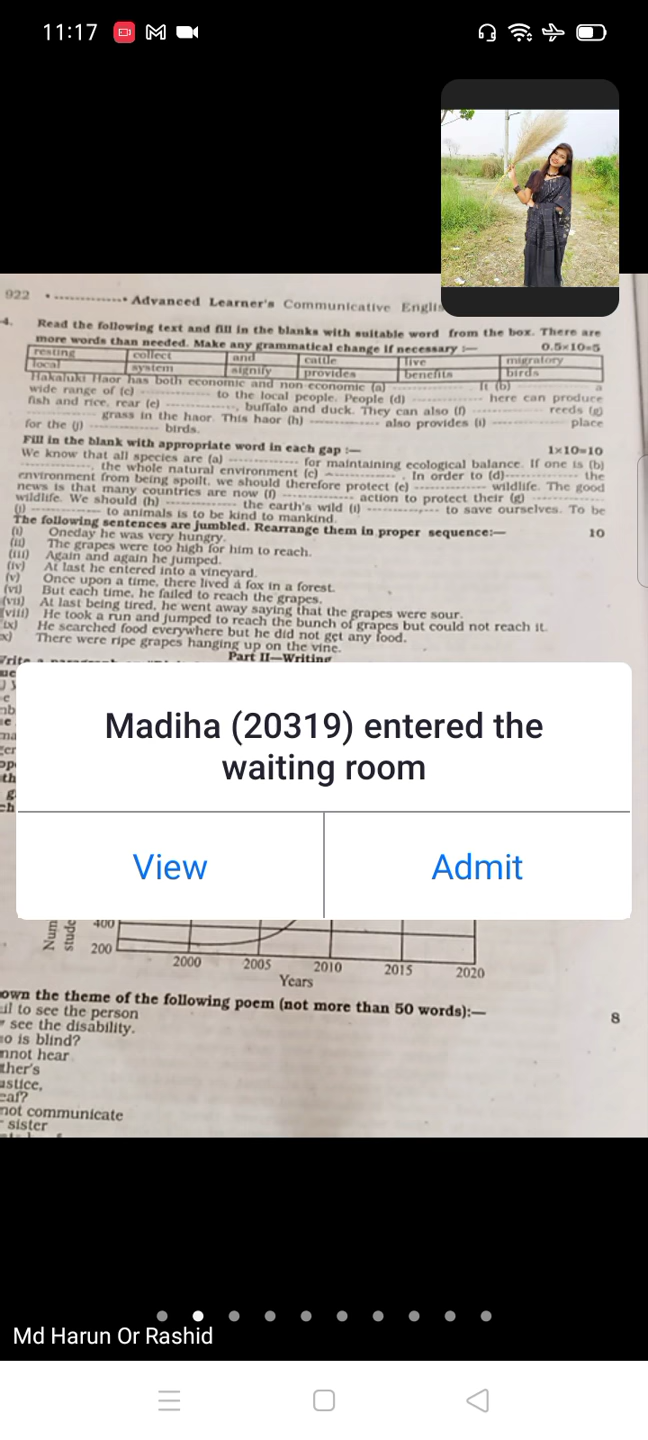 11:17
922 • ------------• Advanced Learner's Communicative Englis
4. Read the following text and fill in the blanks with suitable word from the box. There are
more words than needed. Make any grammatical change if necessary :— 0.5×10=5
resting collect and cattle live migratory
local system signify provides benefits birds
Hakaluki Haor has both economic and non economic (a) ------------ It (b) ------------ a
wide range of (c) ------------ to the local people. People (d) ------------ here can produce
fish and rice, rear (e) ------------, buffalo and duck. They can also (f) ------------ reeds (g)
------------ grass in the haor. This haor (h) ------------ also provides (i) ------------ place
for the (j) ------------ birds.
Fill in the blank with appropriate word in each gap :— 1×10=10
We know that all species are (a) ------------ for maintaining ecological balance. If one is (b)
------------, the whole natural environment (c) ------------. In order to (d)------------ the
environment from being spoilt, we should therefore protect (e) ------------ wildlife. The good
news is that many countries are now (f) ------------ action to protect their (g) ------------
wildlife. We should (h) ------------ the earth's wild (i) ------------ to save ourselves. To be
(j) ------------ to animals is to be kind to mankind.
The following sentences are jumbled. Rearrange them in proper sequence:— 10
(i) Oneday he was very hungry.
(ii) The grapes were too high for him to reach.
(iii) Again and again he jumped.
(iv) At last he entered into a vineyard.
(v) Once upon a time, there lived a fox in a forest.
(vi) But each time, he failed to reach the grapes.
(vii) At last being tired, he went away saying that the grapes were sour.
(viii) He took a run and jumped to reach the bunch of grapes but could not reach it.
ix) He searched food everywhere but he did not get any food.
x) There were ripe grapes hanging up on the vine.
Part II—Writing
Madiha (20319) entered the
waiting room
View Admit
Num
stude
400
200
2000 2005 2010 2015 2020
Years
own the theme of the following poem (not more than 50 words):— 8
il to see the person
see the disability.
o is blind?
nnot hear
ther's
ustice,
eaf?
not communicate
sister
Md Harun Or Rashid